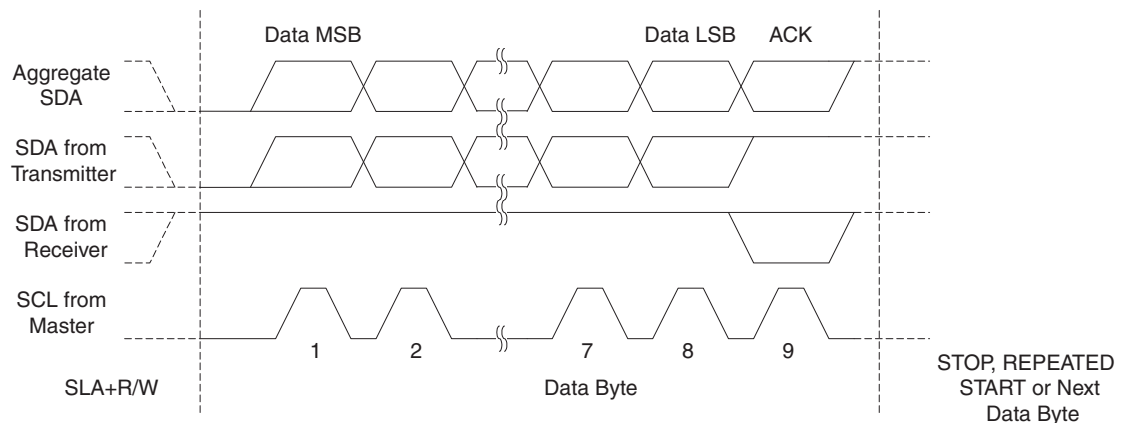 Data MSB
Data LSB
ACK
Aggregate
SDA
SDA from
Transmitter
SDA from
Receiver
SCL from
Master
1
2
7
8
9
SLA+R/W
Data Byte
STOP, REPEATED
START or Next
Data Byte